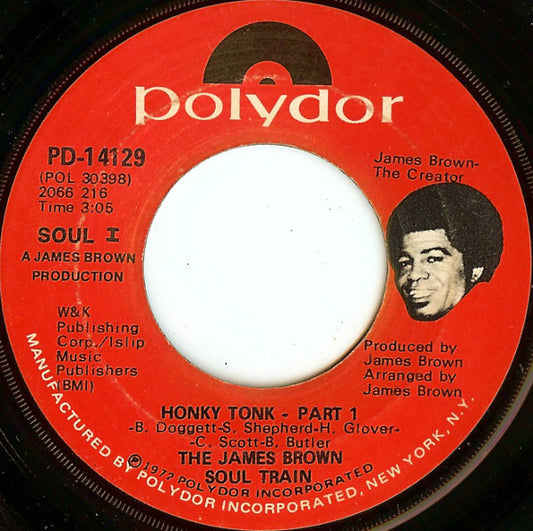 polydor
PD-14129
(POL 30398)
2066 216
Time 3:05
SOUL I
A JAMES BROWN
PRODUCTION
James Brown-
The Creator
W&K
Publishing
Corp./Islip
Music
Publishers
(BMI)
Produced by
James Brown
Arranged by
James Brown
HONKY TONK - PART 1
-B. Doggett-S. Shepherd-H. Glover-
-C. Scott-B. Butler
THE JAMES BROWN
SOUL TRAIN
℗1972 POLYDOR INCORPORATED
MANUFACTURED BY POLYDOR INCORPORATED, NEW YORK, N.Y.